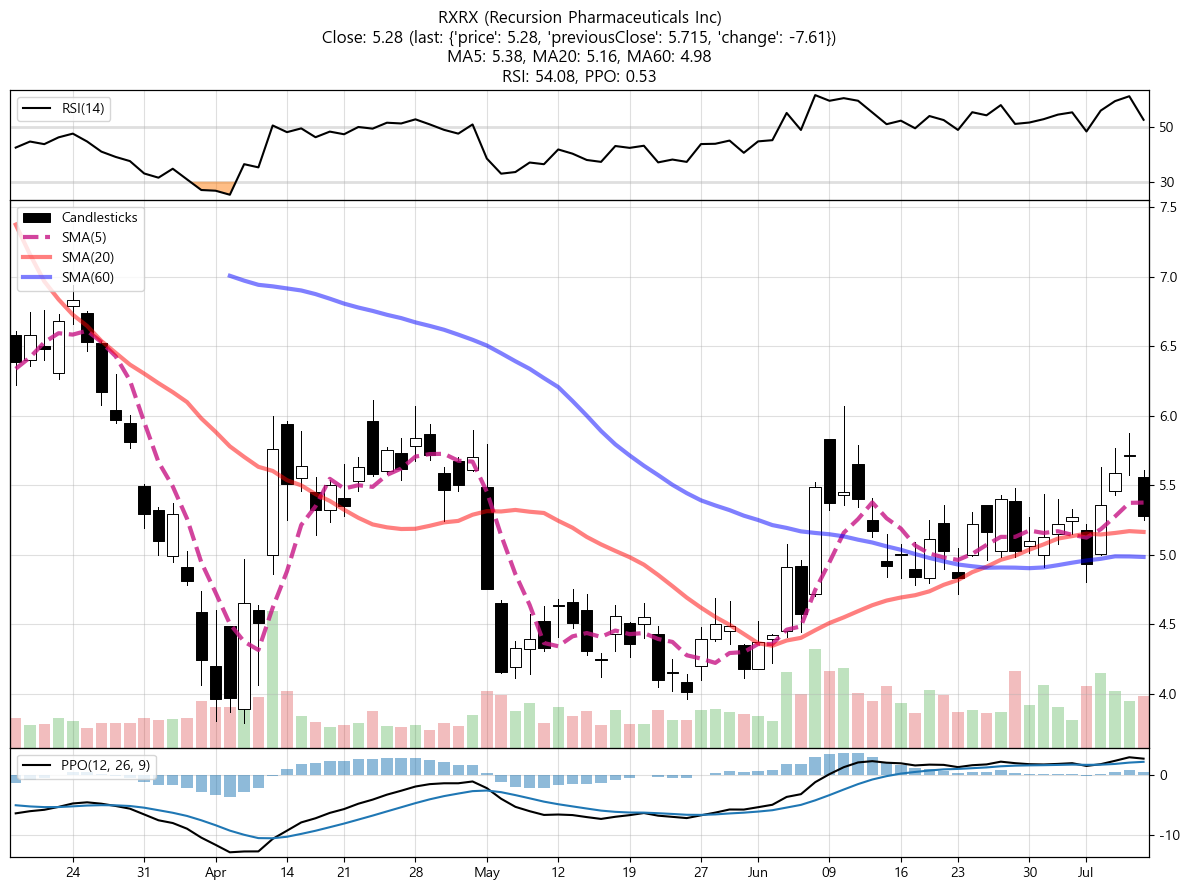 RXRX (Recursion Pharmaceuticals Inc)
Close: 5.28 (last: {'price': 5.28, 'previousClose': 5.715, 'change': -7.61})
MA5: 5.38, MA20: 5.16, MA60: 4.98
RSI: 54.08, PPO: 0.53
RSI(14)
50
30
Candlesticks
SMA(5)
SMA(20)
SMA(60)
7.5
7.0
6.5
6.0
5.5
5.0
4.5
4.0
PPO(12, 26, 9)
0
-10
24 31 Apr 14 21 28 May 12 19 27 Jun 09 16 23 30 Jul